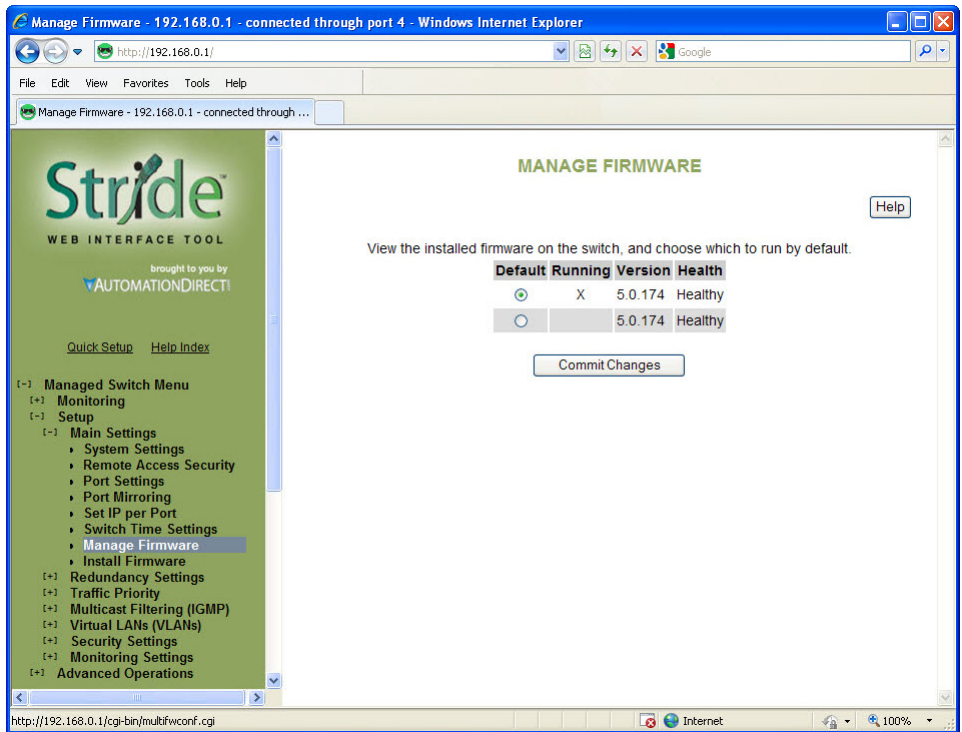 Manage Firmware - 192.168.0.1 - connected through port 4 - Windows Internet Explorer
http://192.168.0.1/
Google
File Edit View Favorites Tools Help
Manage Firmware - 192.168.0.1 - connected through ...
Stride™
WEB INTERFACE TOOL
brought to you by
AUTOMATIONDIRECT
Quick Setup Help Index
[-] Managed Switch Menu
[+] Monitoring
[-] Setup
[-] Main Settings
System Settings
Remote Access Security
Port Settings
Port Mirroring
Set IP per Port
Switch Time Settings
Manage Firmware
Install Firmware
[+] Redundancy Settings
[+] Traffic Priority
[+] Multicast Filtering (IGMP)
[+] Virtual LANs (VLANs)
[+] Security Settings
[+] Monitoring Settings
[+] Advanced Operations
MANAGE FIRMWARE
Help
View the installed firmware on the switch, and choose which to run by default.
Default Running Version Health
X 5.0.174 Healthy
5.0.174 Healthy
Commit Changes
http://192.168.0.1/cgi-bin/multifwconf.cgi
Internet
100%